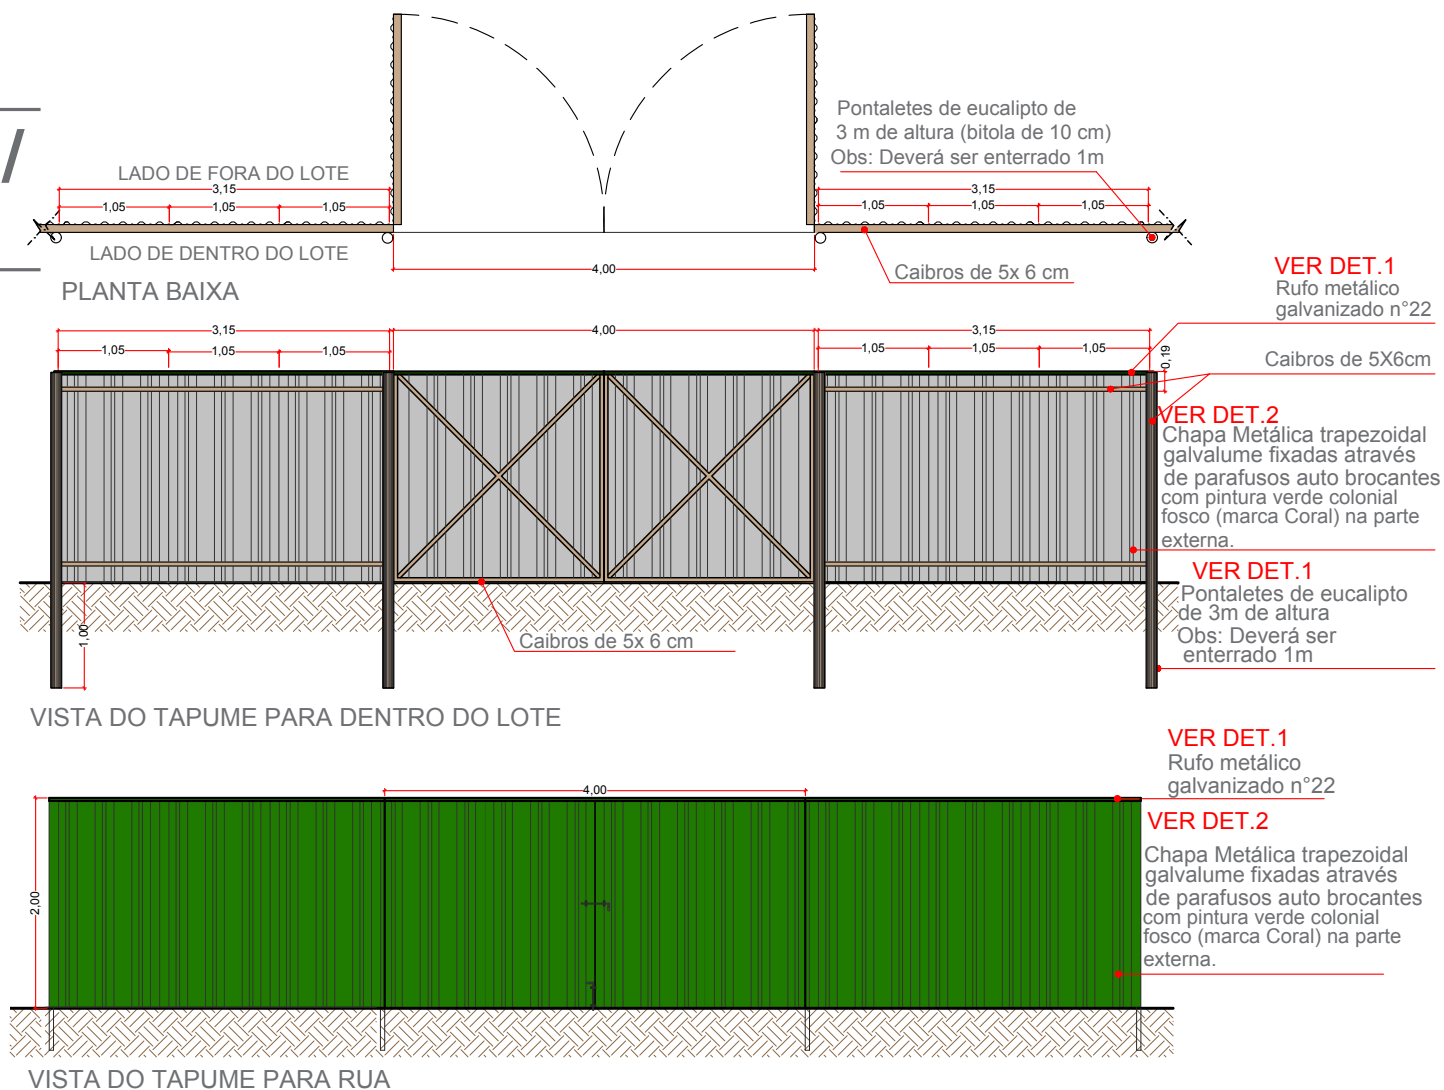 LADO DE FORA DO LOTE
3,15
1,05 1,05 1,05
LADO DE DENTRO DO LOTE
PLANTA BAIXA
4,00
Pontaletes de eucalipto de
3 m de altura (bitola de 10 cm)
Obs: Deverá ser enterrado 1m
3,15
1,05 1,05 1,05
Caibros de 5x 6 cm
VER DET.1
Rufo metálico
galvanizado n°22
3,15 4,00 3,15
1,05 1,05 1,05 1,05 1,05 1,05
0,19
Caibros de 5X6cm
VER DET.2
Chapa Metálica trapezoidal
galvalume fixadas através
de parafusos auto brocantes
com pintura verde colonial
fosco (marca Coral) na parte
externa.
VER DET.1
Pontaletes de eucalipto
de 3m de altura
Obs: Deverá ser
enterrado 1m
1,00
Caibros de 5x 6 cm
VISTA DO TAPUME PARA DENTRO DO LOTE
VER DET.1
Rufo metálico
galvanizado n°22
4,00
2,00
VER DET.2
Chapa Metálica trapezoidal
galvalume fixadas através
de parafusos auto brocantes
com pintura verde colonial
fosco (marca Coral) na parte
externa.
VISTA DO TAPUME PARA RUA